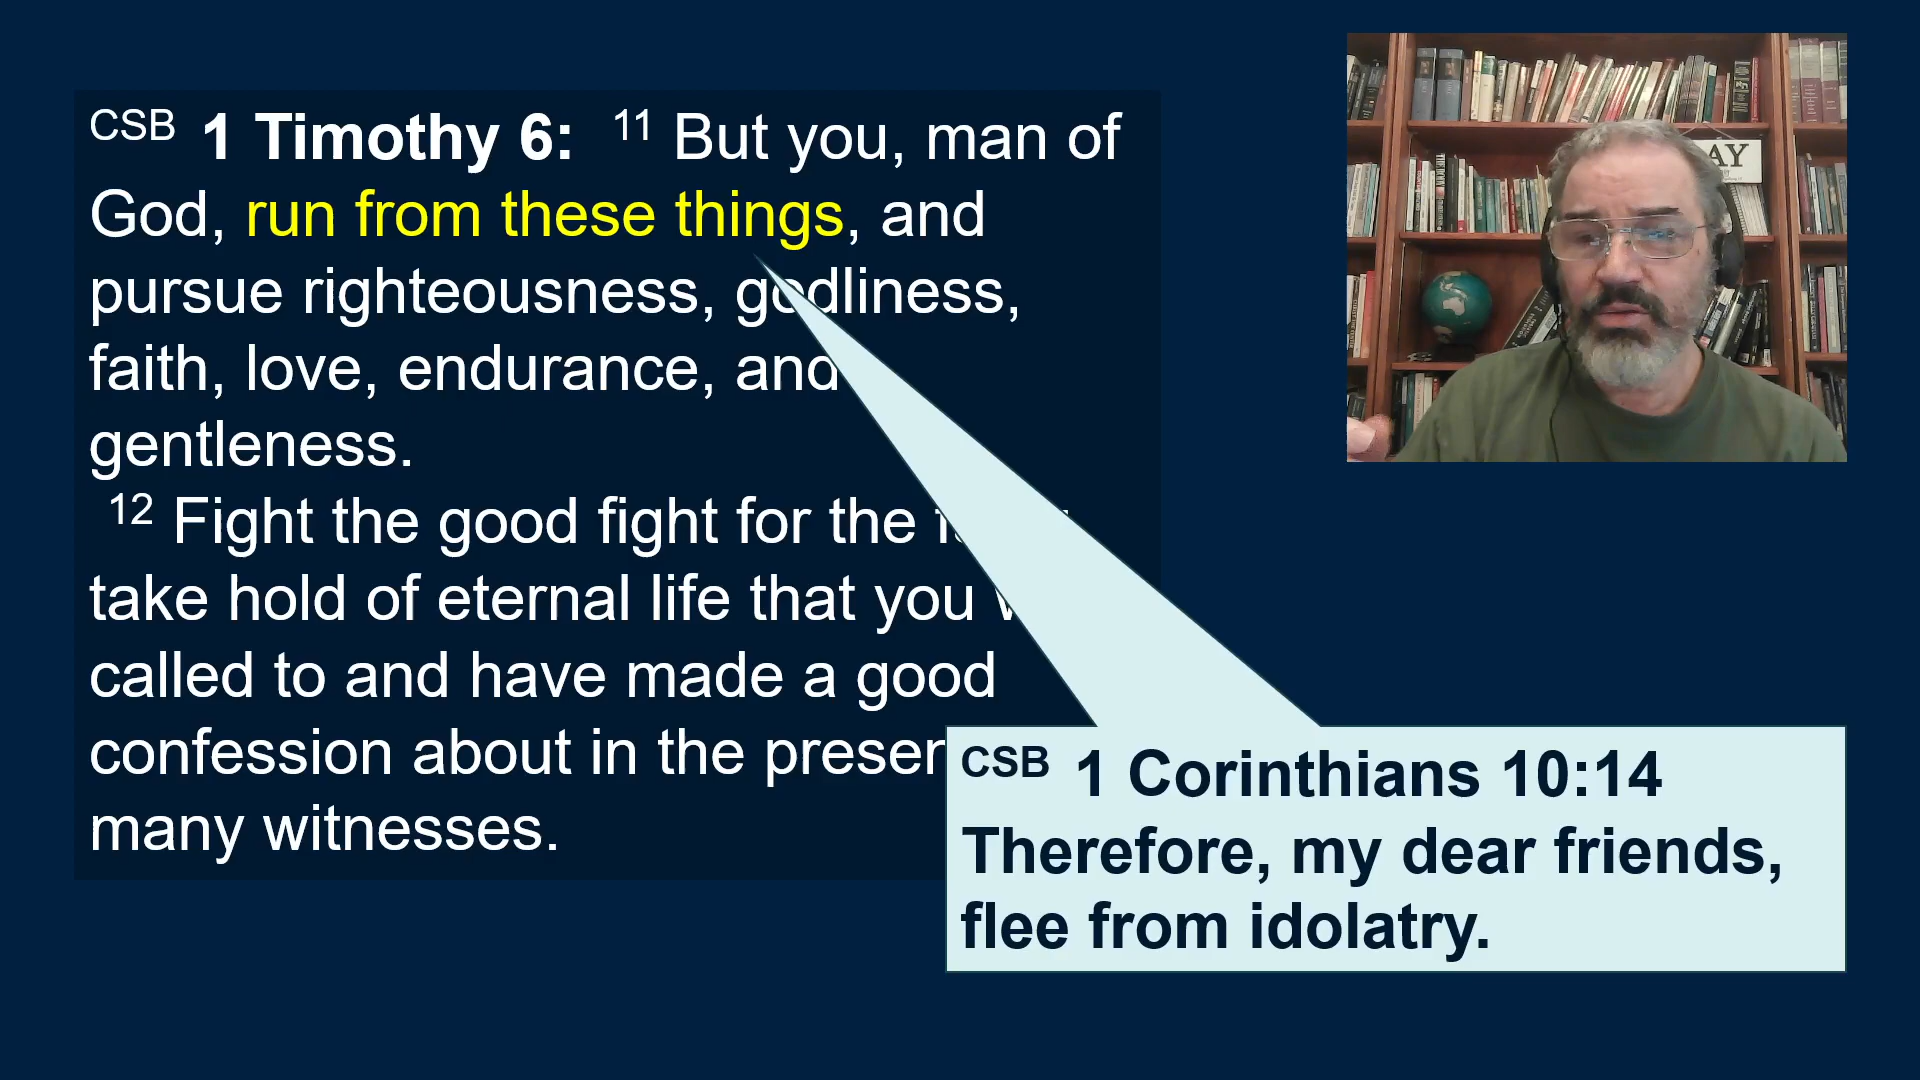 CSB 1 Timothy 6: 11 But you, man of
God, run from these things, and
pursue righteousness, godliness,
faith, love, endurance, and
gentleness.
12 Fight the good fight for the
take hold of eternal life that you
called to and have made a good
confession about in the presen
many witnesses.
CSB 1 Corinthians 10:14
Therefore, my dear friends,
flee from idolatry.
AY